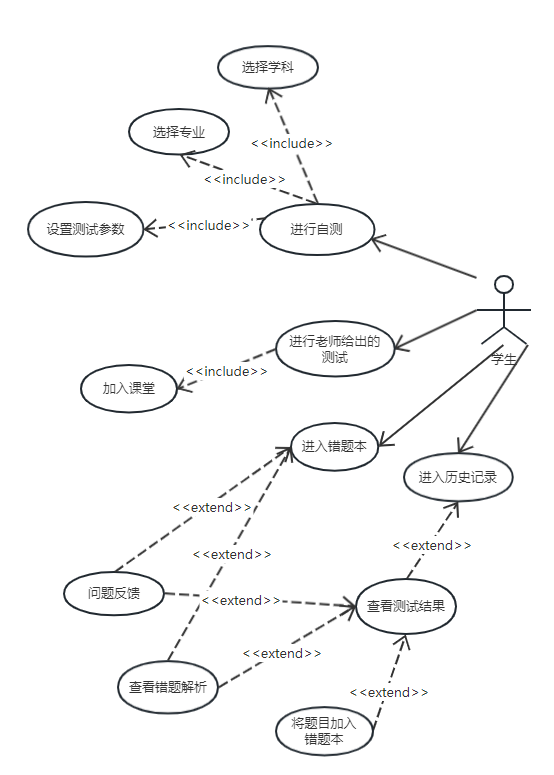 选择学科
<<include>>
选择专业
<<include>>
设置测试参数
<<include>>
进行自测
进行老师给出的
测试
学生
<<include>>
加入课堂
进入错题本
进入历史记录
<<extend>>
<<extend>>
<<extend>>
问题反馈
<<extend>>
查看测试结果
<<extend>>
查看错题解析
<<extend>>
将题目加入
错题本